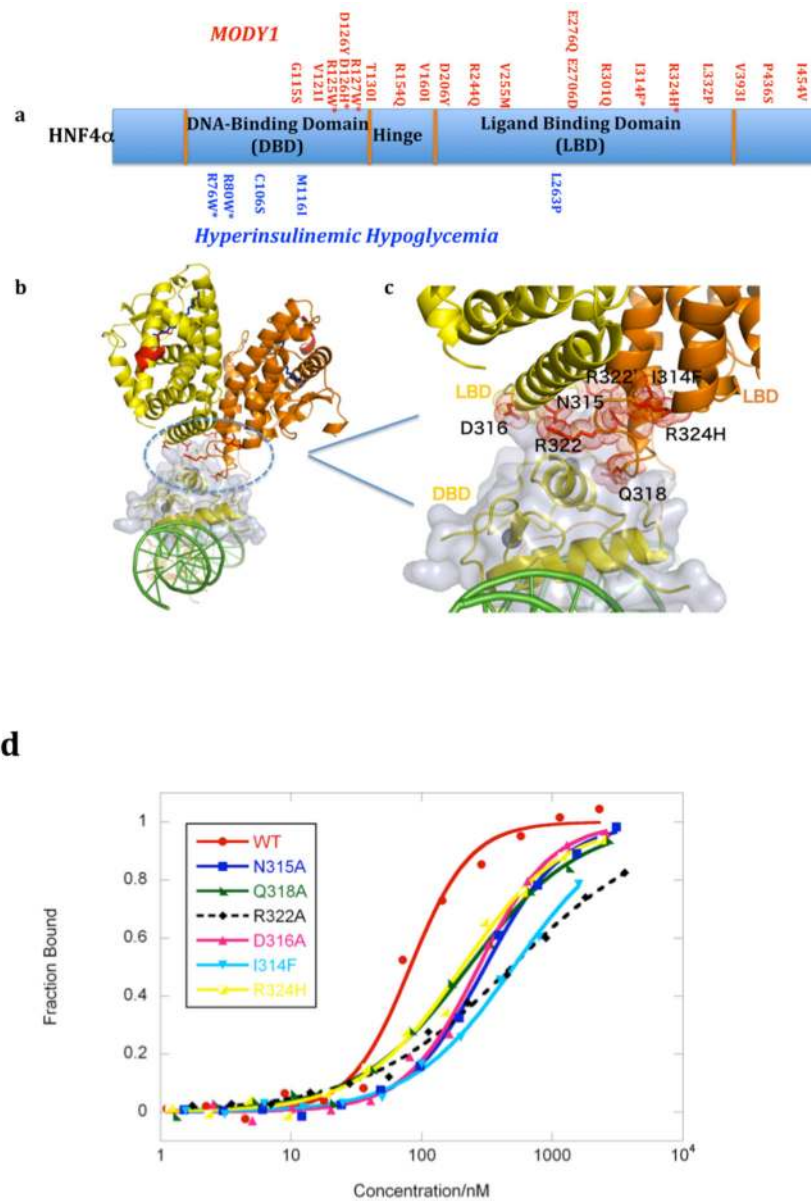 MODY1
G115S
V121I
R125W*
D126Y
D126H*
R127W*
T130I
R154Q
V160I
D206Y
R244Q
V255M
E276Q
E2706D
R301Q
I314F*
R324H*
L332P
V393I
P436S
I454V
a
HNF4α
DNA-Binding Domain
(DBD)
Hinge
Ligand Binding Domain
(LBD)
R76W*
R80W*
C106S
M116I
L263P
Hyperinsulinemic Hypoglycemia
b
c
R322'
I314F
LBD
N315
LBD
D316
R322
R324H
DBD
Q318
d
1
0.8
0.6
0.4
0.2
0
Fraction Bound
WT
N315A
Q318A
R322A
D316A
I314F
R324H
1
10
100
1000
10⁴
Concentration/nM